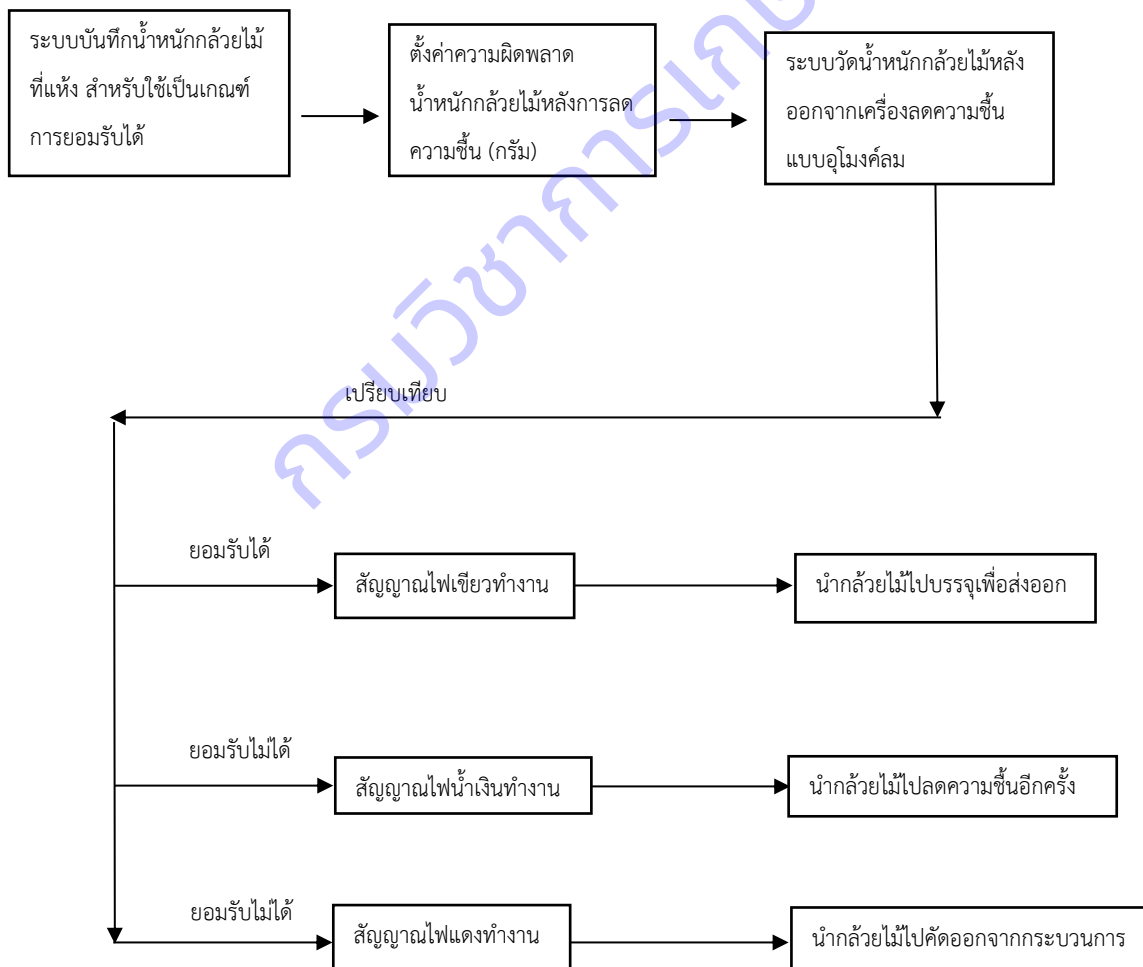 ระบบบันทึกน้ำหนักกล้วยไม้
ที่แห้ง สำหรับใช้เป็นเกณฑ์
การยอมรับได้
ตั้งค่าความผิดพลาด
น้ำหนักกล้วยไม้หลังการลด
ความชื้น (กรัม)
ระบบวัดน้ำหนักกล้วยไม้หลัง
ออกจากเครื่องลดความชื้น
แบบอุโมงค์ลม
เปรียบเทียบ
ยอมรับได้
สัญญาณไฟเขียวทำงาน
นำกล้วยไม้ไปบรรจุเพื่อส่งออก
ยอมรับไม่ได้
สัญญาณไฟน้ำเงินทำงาน
นำกล้วยไม้ไปลดความชื้นอีกครั้ง
ยอมรับไม่ได้
สัญญาณไฟแดงทำงาน
นำกล้วยไม้ไปคัดออกจากกระบวนการ
กรมวิชาการเกษ